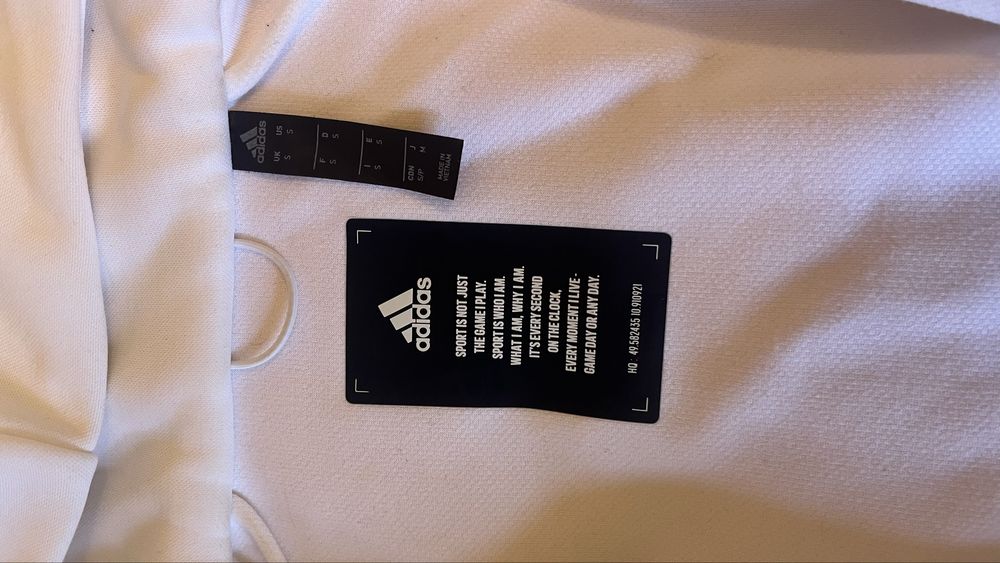 adidas
US UK
S S
D F
S S
E I
S S
J CDN
M S/P
MADE IN
VIETNAM
adidas
SPORT IS NOT JUST
THE GAME I PLAY.
SPORT IS WHO I AM.
WHAT I AM, WHY I AM.
IT'S EVERY SECOND
ON THE CLOCK,
EVERY MOMENT I LIVE -
GAME DAY OR ANY DAY.
HQ: 49.582435 10.910921